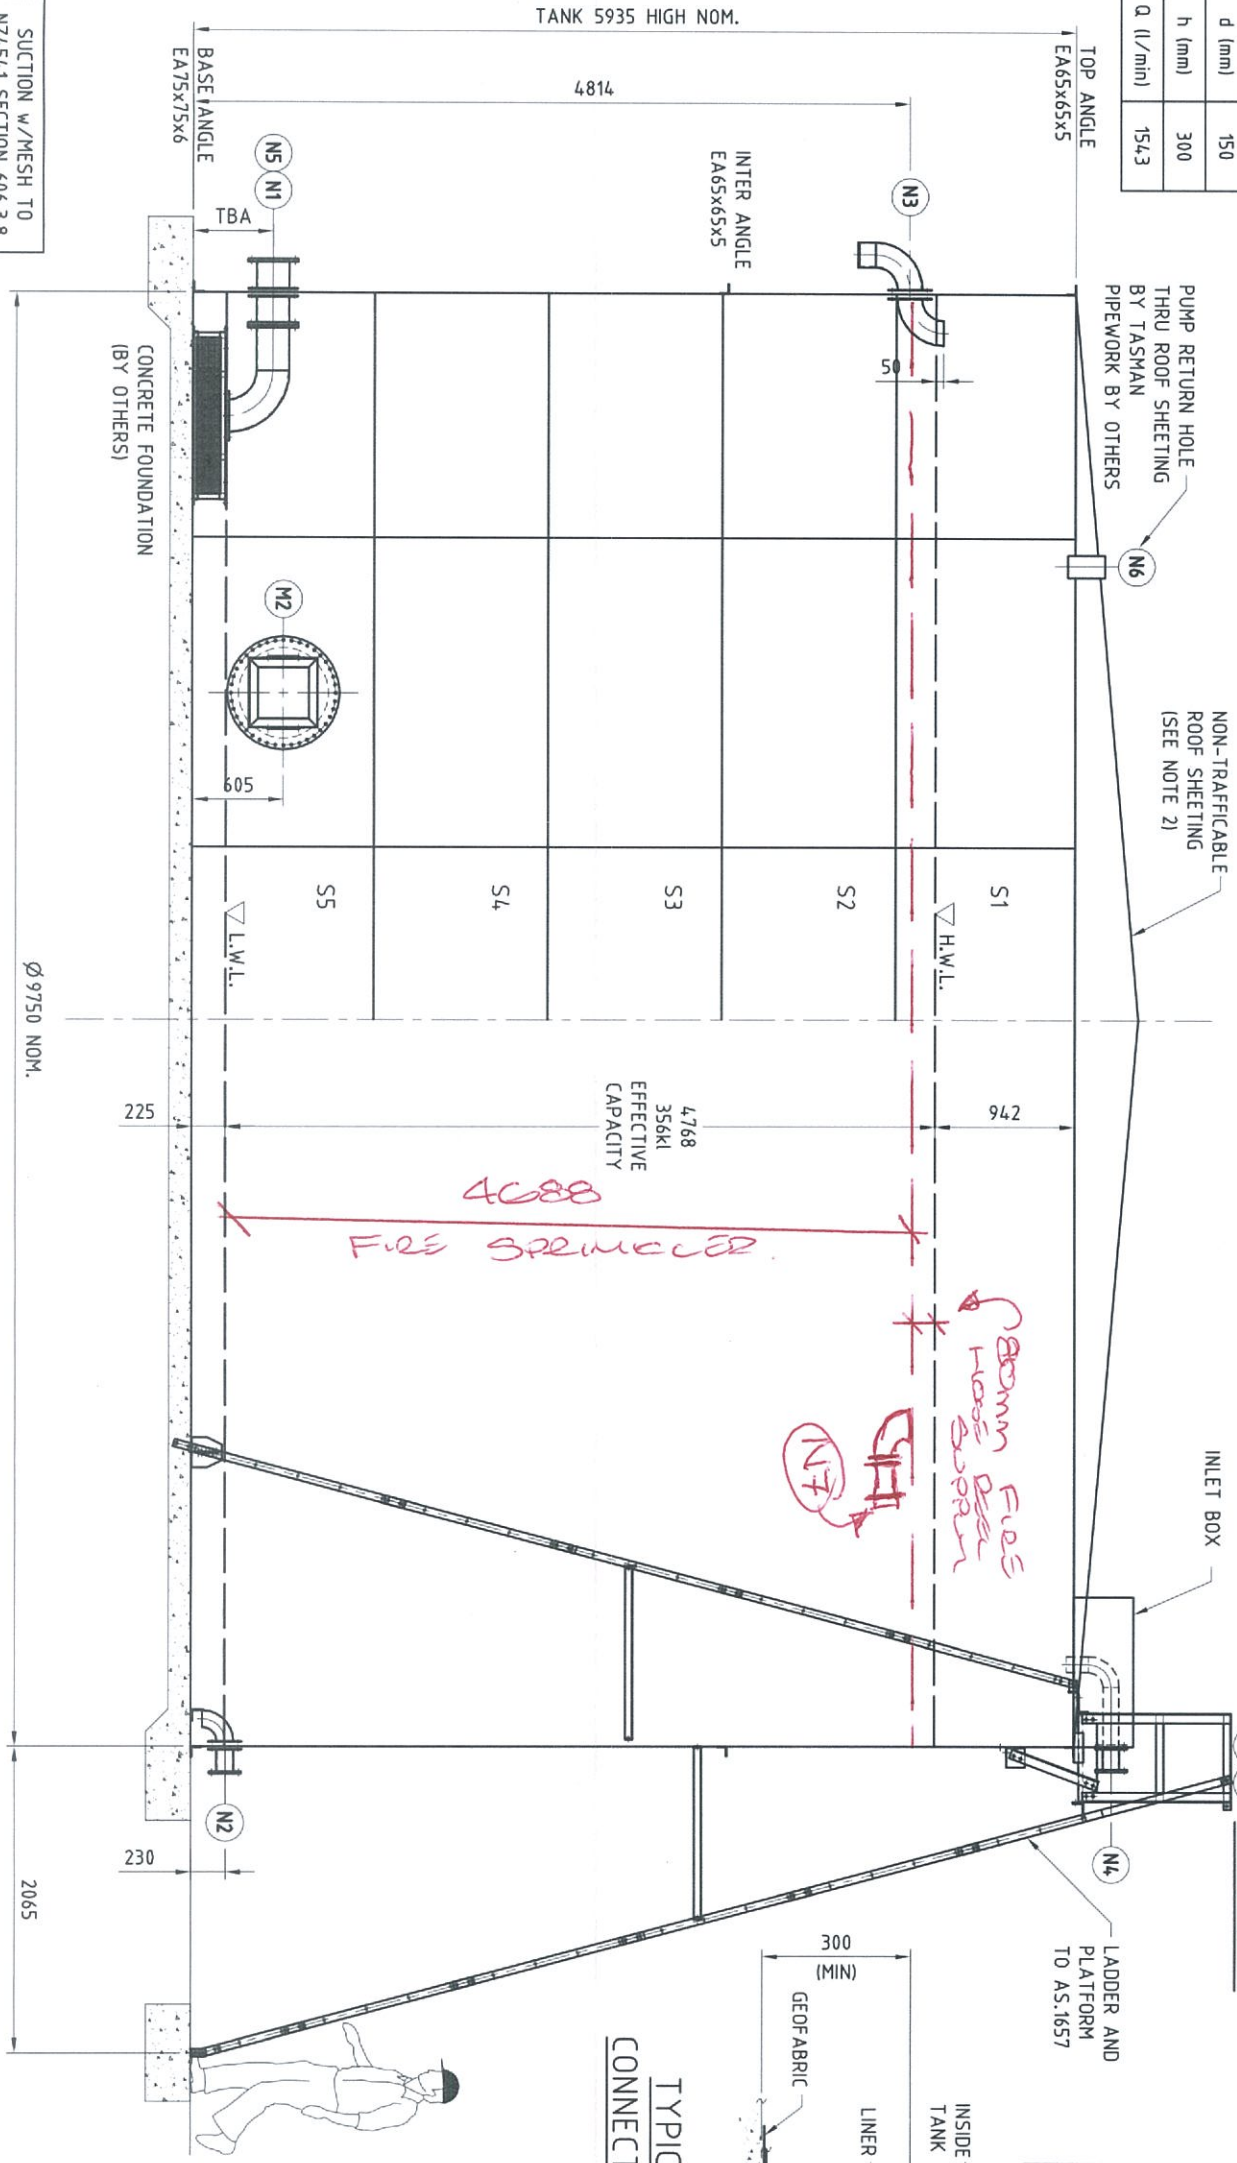 d (mm) 150
h (mm) 300
Q (l/min) 1543
TOP ANGLE
EA65x65x5
PUMP RETURN HOLE
THRU ROOF SHEETING
BY TASMAN
PIPEWORK BY OTHERS
N6
NON-TRAFFICABLE
ROOF SHEETING
(SEE NOTE 2)
INLET BOX
N4
LADDER AND
PLATFORM
TO AS.1657
INSIDE
TANK
LINER
TANK 5935 HIGH NOM.
4814
N3
50
INTER ANGLE
EA65x65x5
S1
H.W.L.
S2
S3
S4
S5
L.W.L.
942
4768
356kl
EFFECTIVE
CAPACITY
225
4688
FIRE SPRINKLER
80mm FIRE
HOSE REEL
SUPPLY
N7
300
(MIN)
GEOFABRIC
TYPIC
CONNECT
N5 N1
TBA
BASE ANGLE
EA75x75x6
CONCRETE FOUNDATION
(BY OTHERS)
M2
605
N2
230
Ø9750 NOM.
2065
SUCTION w/MESH TO